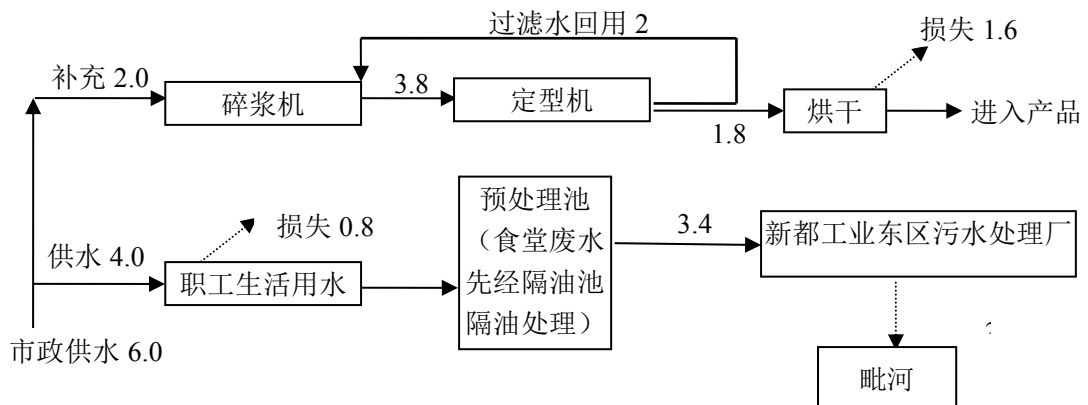 过滤水回用 2
损失 1.6
补充 2.0
碎浆机
3.8
定型机
1.8
烘干
进入产品
损失 0.8
供水 4.0
职工生活用水
预处理池
（食堂废水
先经隔油池
隔油处理）
3.4
新都工业东区污水处理厂
市政供水 6.0
毗河